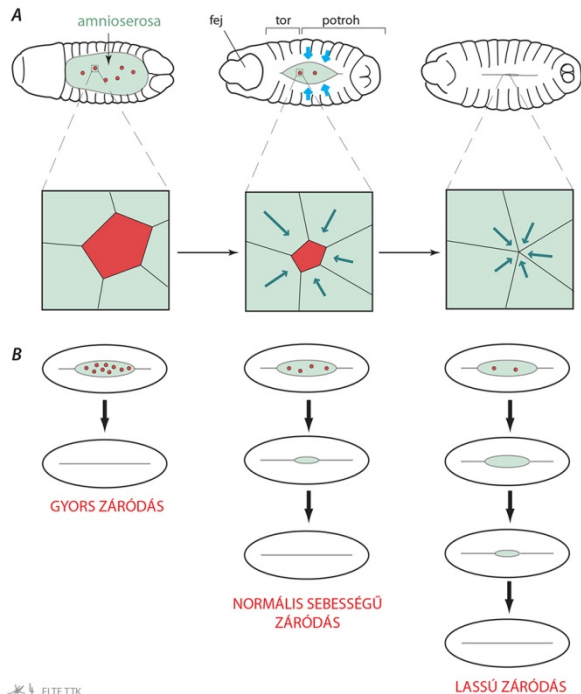 A
amnioserosa
fej
tor
potroh
B
GYORS ZÁRÓDÁS
NORMÁLIS SEBESSÉGŰ
ZÁRÓDÁS
LASSÚ ZÁRÓDÁS
ELTE TTK